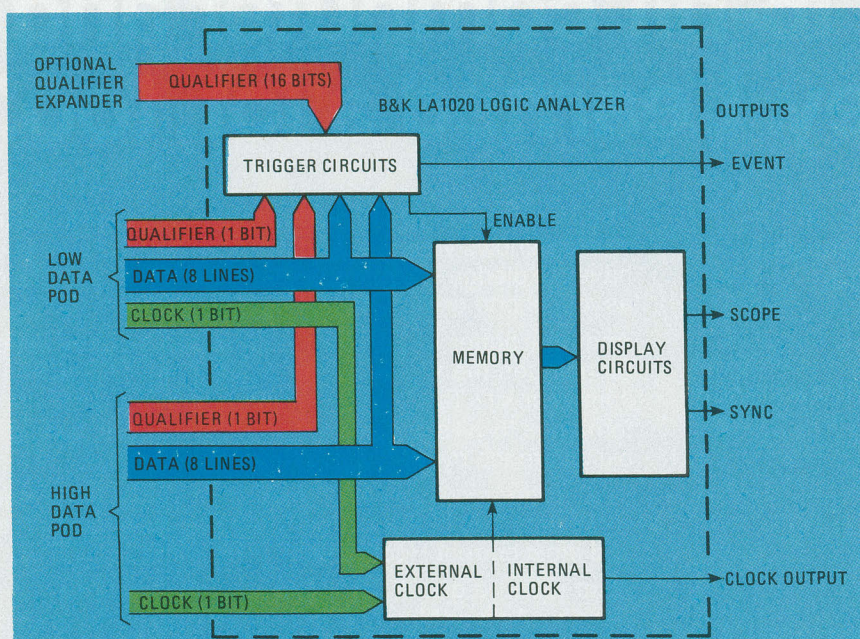 OPTIONAL
QUALIFIER
EXPANDER
QUALIFIER (16 BITS)
B&K LA1020 LOGIC ANALYZER
OUTPUTS
TRIGGER CIRCUITS
EVENT
ENABLE
QUALIFIER (1 BIT)
LOW
DATA
POD
DATA (8 LINES)
CLOCK (1 BIT)
SCOPE
MEMORY
DISPLAY
CIRCUITS
SYNC
QUALIFIER (1 BIT)
DATA (8 LINES)
HIGH
DATA
POD
EXTERNAL
CLOCK
INTERNAL
CLOCK
CLOCK OUTPUT
CLOCK (1 BIT)